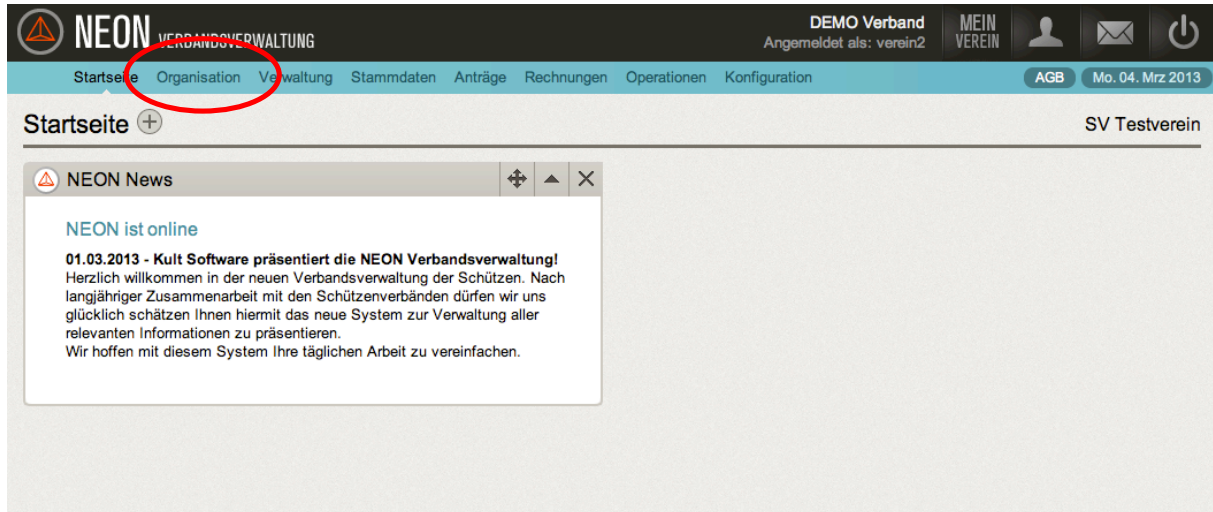 NEON VERBANDSVERWALTUNG
DEMO Verband
Angemeldet als: verein2
MEIN
VEREIN
Startseite Organisation Verwaltung Stammdaten Anträge Rechnungen Operationen Konfiguration AGB Mo. 04. Mrz 2013
Startseite
SV Testverein
NEON News
NEON ist online
01.03.2013 - Kult Software präsentiert die NEON Verbandsverwaltung!
Herzlich willkommen in der neuen Verbandsverwaltung der Schützen. Nach
langjähriger Zusammenarbeit mit den Schützenverbänden dürfen wir uns
glücklich schätzen Ihnen hiermit das neue System zur Verwaltung aller
relevanten Informationen zu präsentieren.
Wir hoffen mit diesem System Ihre täglichen Arbeit zu vereinfachen.